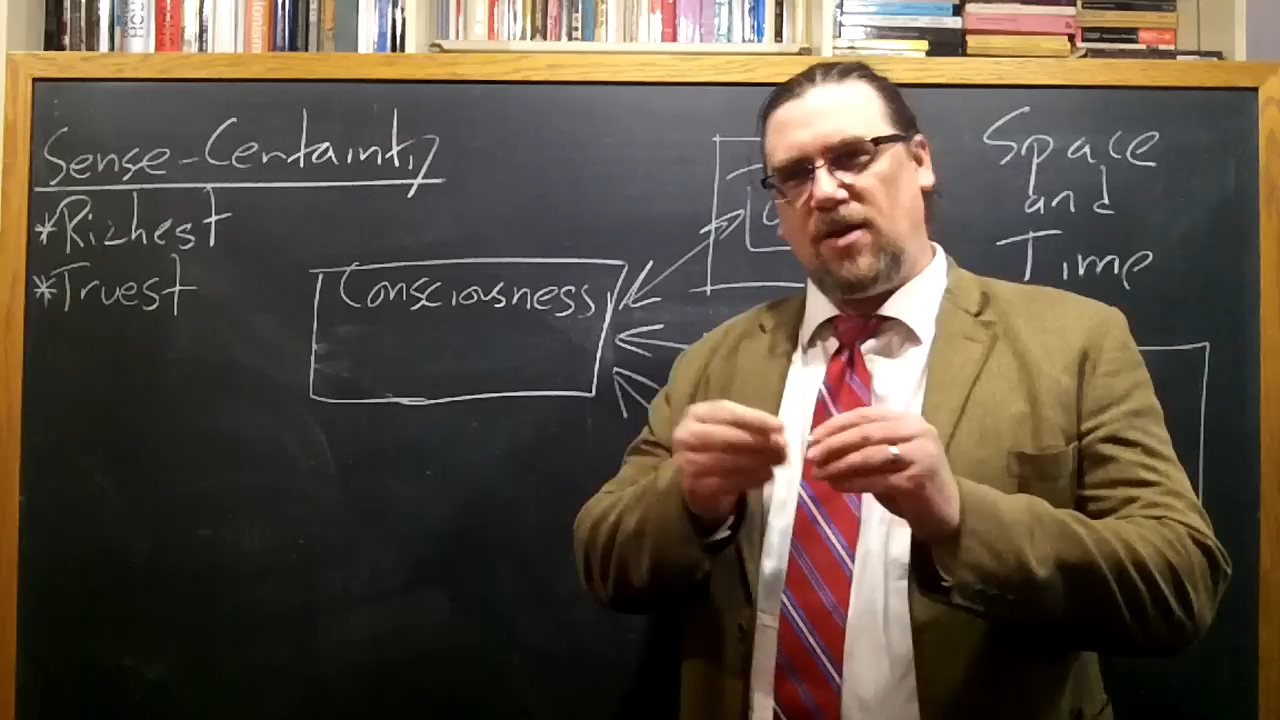 Sense-Certainty
*Richest
*Truest
Consciousness
Space
and
Time